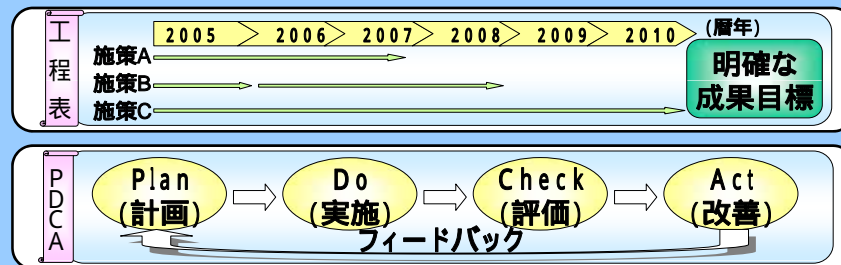 工程表
2005 2006 2007 2008 2009 2010 (暦年)
施策A
施策B
施策C
明確な
成果目標
PDCA
Plan Do Check Act
(計画) (実施) (評価) (改善)
フィードバック